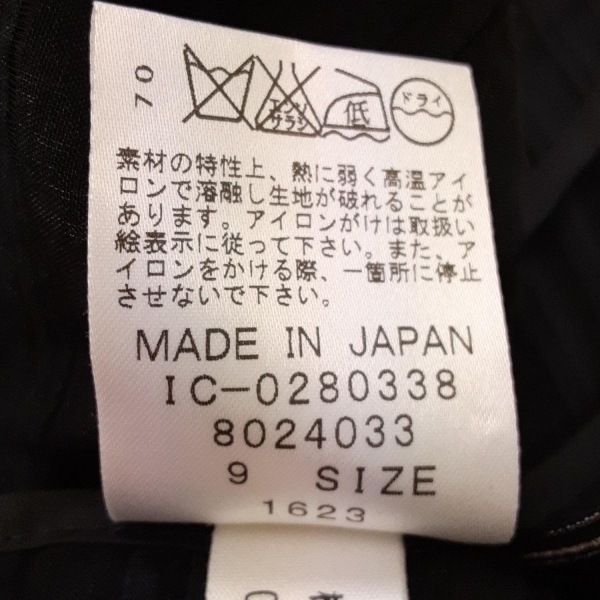 70
エンソ
サラシ
低
ドライ
素材の特性上、熱に弱く高温アイ
ロンで溶融し生地が破れることが
あります。アイロンがけは取扱い
絵表示に従って下さい。また、ア
イロンをかける際、一箇所に停止
させないで下さい。
MADE IN JAPAN
IC-0280338
8024033
9 SIZE
1623